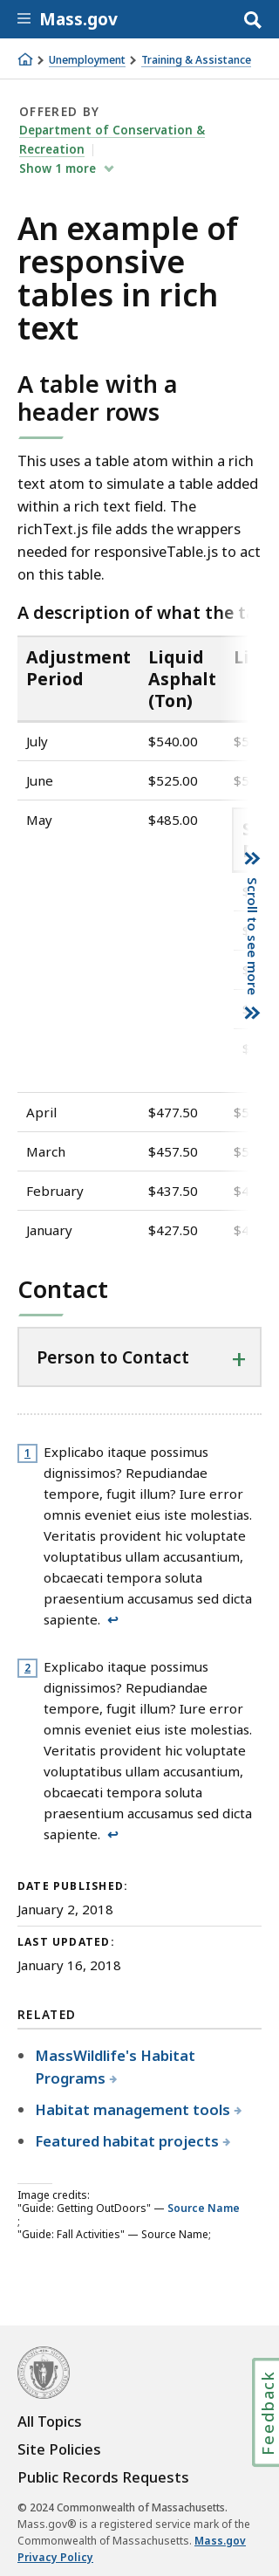 Mass.gov
Unemployment Training & Assistance
OFFERED BY
Department of Conservation &
Recreation
Show 1 more
An example of
responsive
tables in rich
text
A table with a
header rows
This uses a table atom within a rich
text atom to simulate a table added
within a rich text field. The
richText.js file adds the wrappers
needed for responsiveTable.js to act
on this table.
A description of what the
Adjustment Period Liquid Asphalt (Ton)
July $540.00
June $525.00
May $485.00
Scroll to see more
April $477.50
March $457.50
February $437.50
January $427.50
Contact
Person to Contact +
1 Explicabo itaque possimus
dignissimos? Repudiandae
tempore, fugit illum? Iure error
omnis eveniet eius iste molestias.
Veritatis provident hic voluptate
voluptatibus ullam accusantium,
obcaecati tempora soluta
praesentium accusamus sed dicta
sapiente. ↩
2 Explicabo itaque possimus
dignissimos? Repudiandae
tempore, fugit illum? Iure error
omnis eveniet eius iste molestias.
Veritatis provident hic voluptate
voluptatibus ullam accusantium,
obcaecati tempora soluta
praesentium accusamus sed dicta
sapiente. ↩
DATE PUBLISHED:
January 2, 2018
LAST UPDATED:
January 16, 2018
RELATED
MassWildlife's Habitat
Programs
Habitat management tools
Featured habitat projects
Image credits:
"Guide: Getting OutDoors" — Source Name
;
"Guide: Fall Activities" — Source Name;
Feedback
All Topics
Site Policies
Public Records Requests
© 2024 Commonwealth of Massachusetts.
Mass.gov® is a registered service mark of the
Commonwealth of Massachusetts. Mass.gov
Privacy Policy